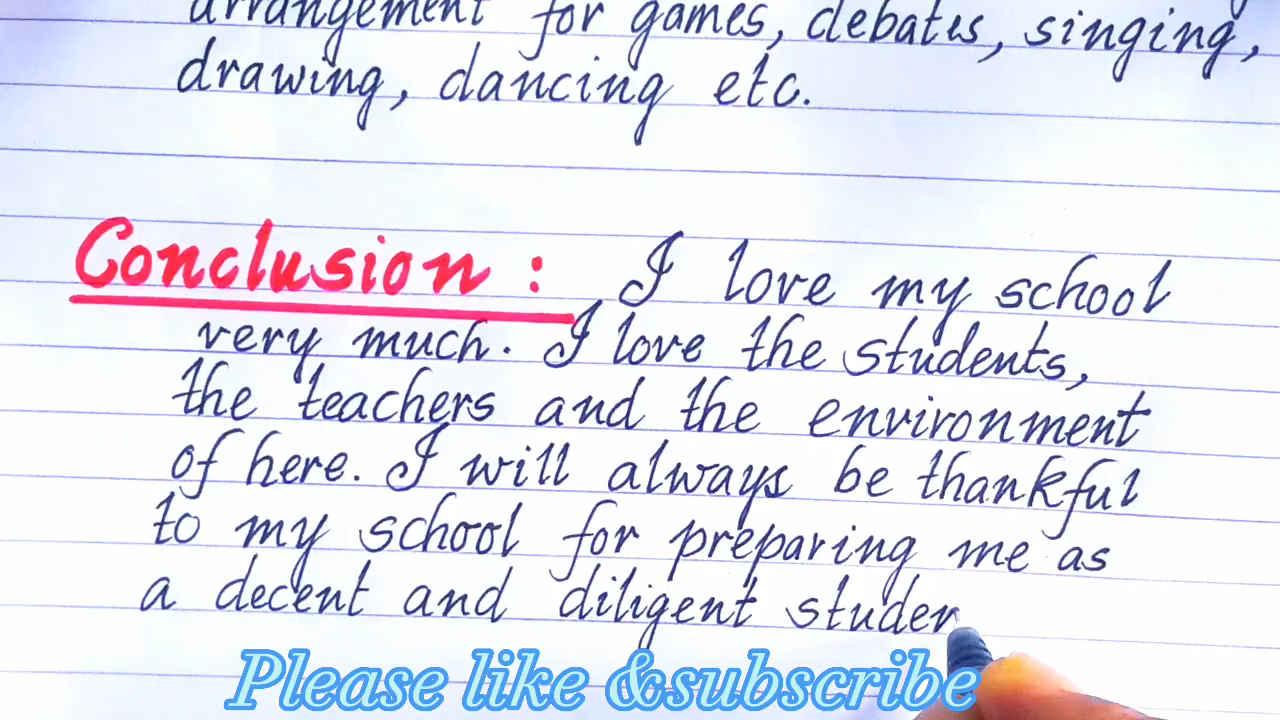 arrangement for games, debates, singing,
drawing, dancing etc.
Conclusion : I love my school
very much. I love the students,
the teachers and the environment
of here. I will always be thankful
to my school for preparing me as
a decent and diligent studen
Please like &subscribe